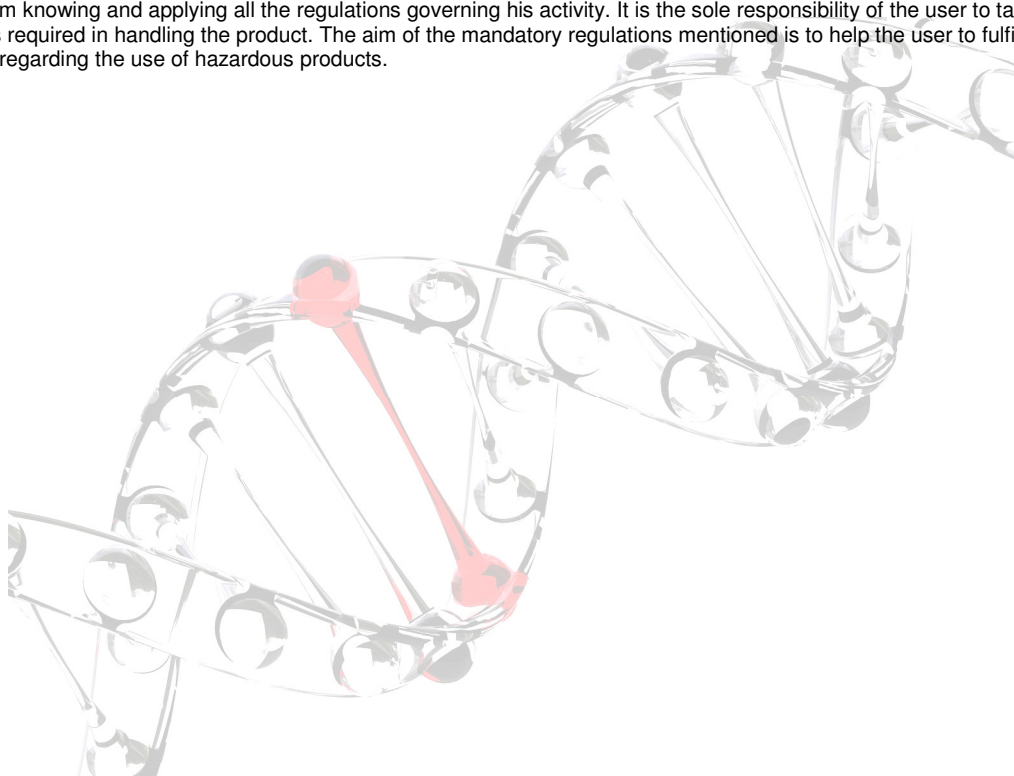 m knowing and applying all the regulations governing his activity. It is the sole responsibility of the user to ta
required in handling the product. The aim of the mandatory regulations mentioned is to help the user to fulfi
regarding the use of hazardous products.